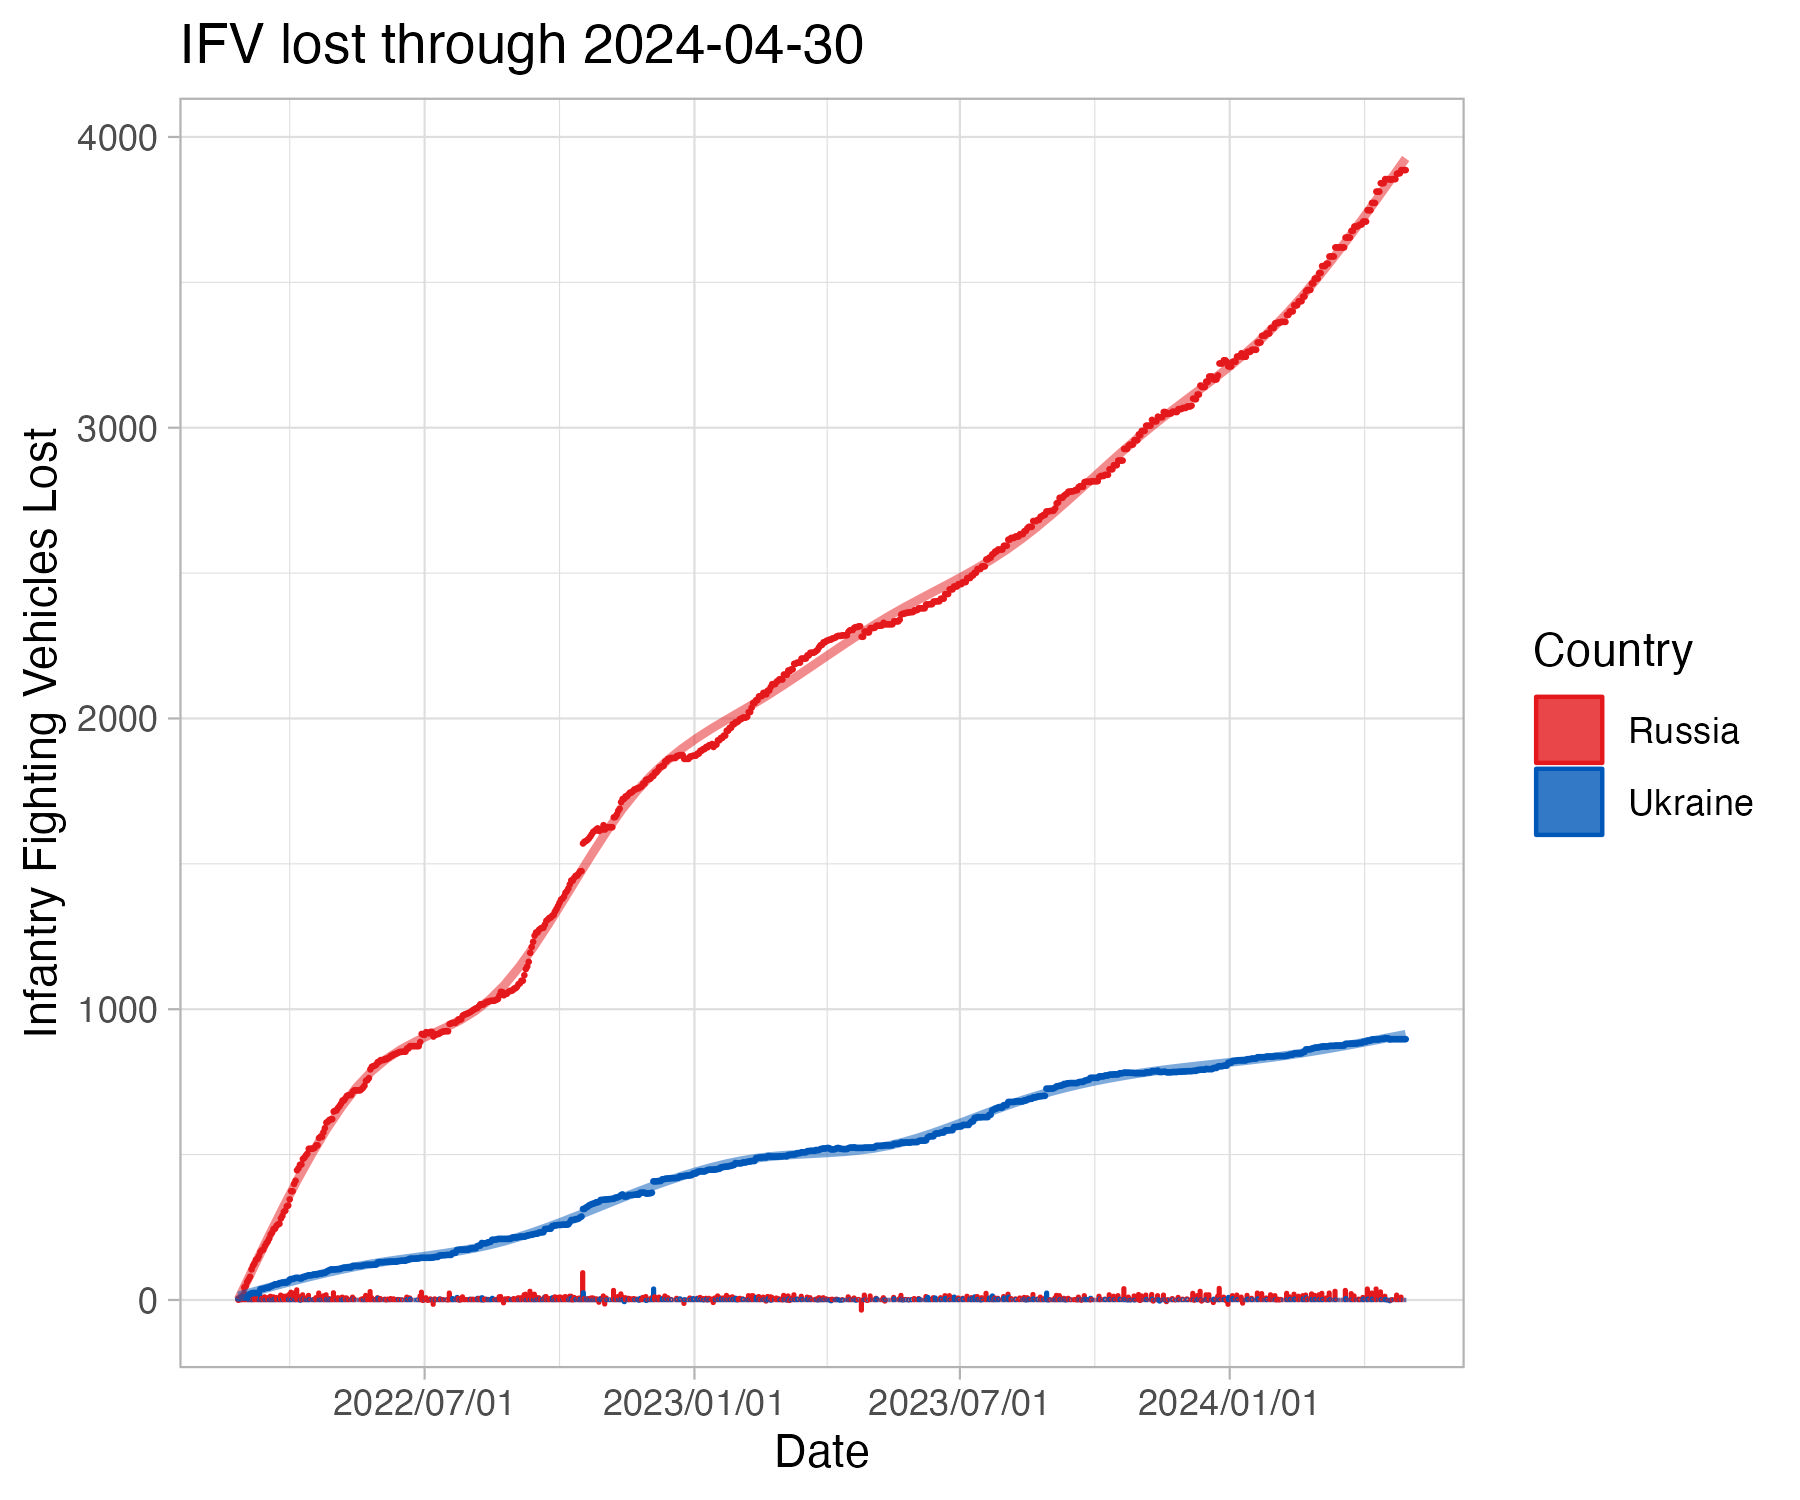 IFV lost through 2024-04-30
Infantry Fighting Vehicles Lost
4000
3000
2000
1000
0
2022/07/01
2023/01/01
2023/07/01
2024/01/01
Date
Country
Russia
Ukraine